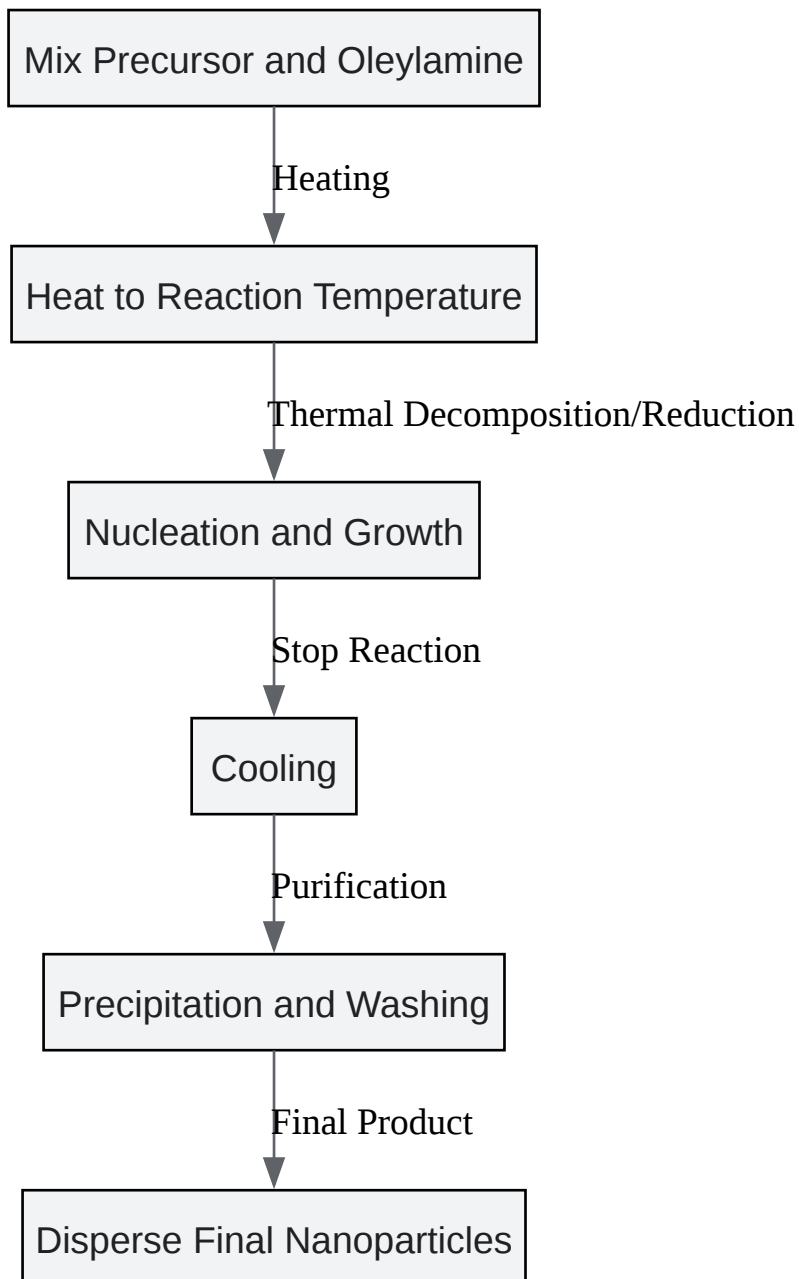 Mix Precursor and Oleylamine
Heating
Heat to Reaction Temperature
Thermal Decomposition/Reduction
Nucleation and Growth
Stop Reaction
Cooling
Purification
Precipitation and Washing
Final Product
Disperse Final Nanoparticles